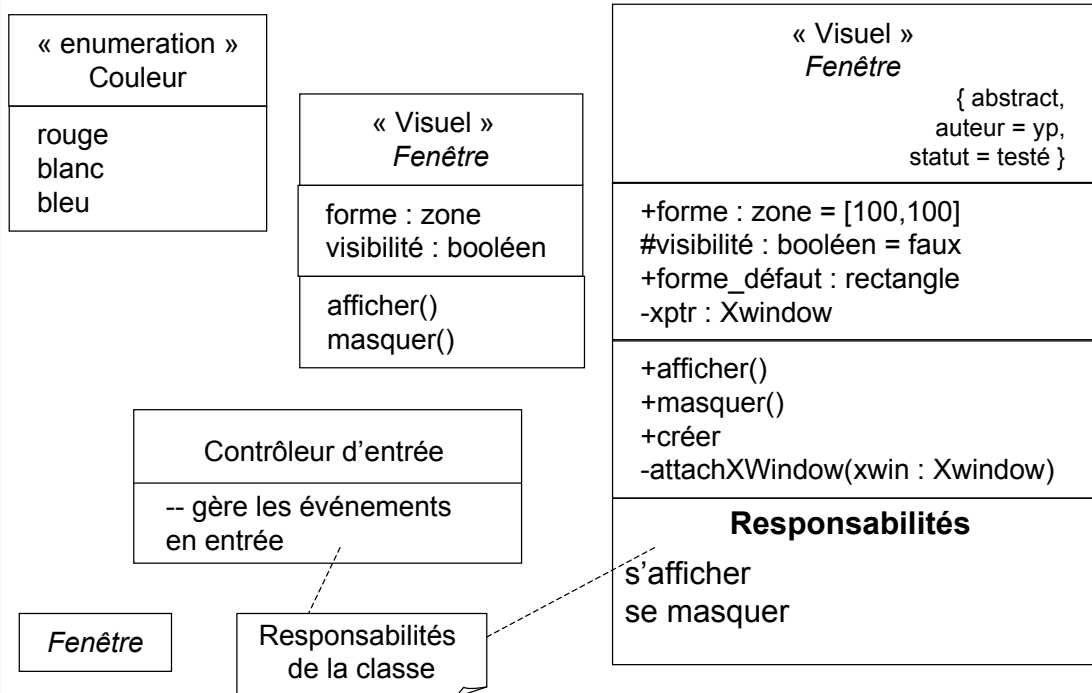 « enumeration »
Couleur
rouge
blanc
bleu
« Visuel »
Fenêtre
forme : zone
visibilité : booléen
afficher()
masquer()
« Visuel »
Fenêtre
{ abstract,
auteur = yp,
statut = testé }
+forme : zone = [100,100]
#visibilité : booléen = faux
+forme_défaut : rectangle
-xptr : Xwindow
+afficher()
+masquer()
+créer
-attachXWindow(xwin : Xwindow)
Responsabilités
s’afficher
se masquer
Contrôleur d’entrée
-- gère les événements
en entrée
Fenêtre
Responsabilités
de la classe